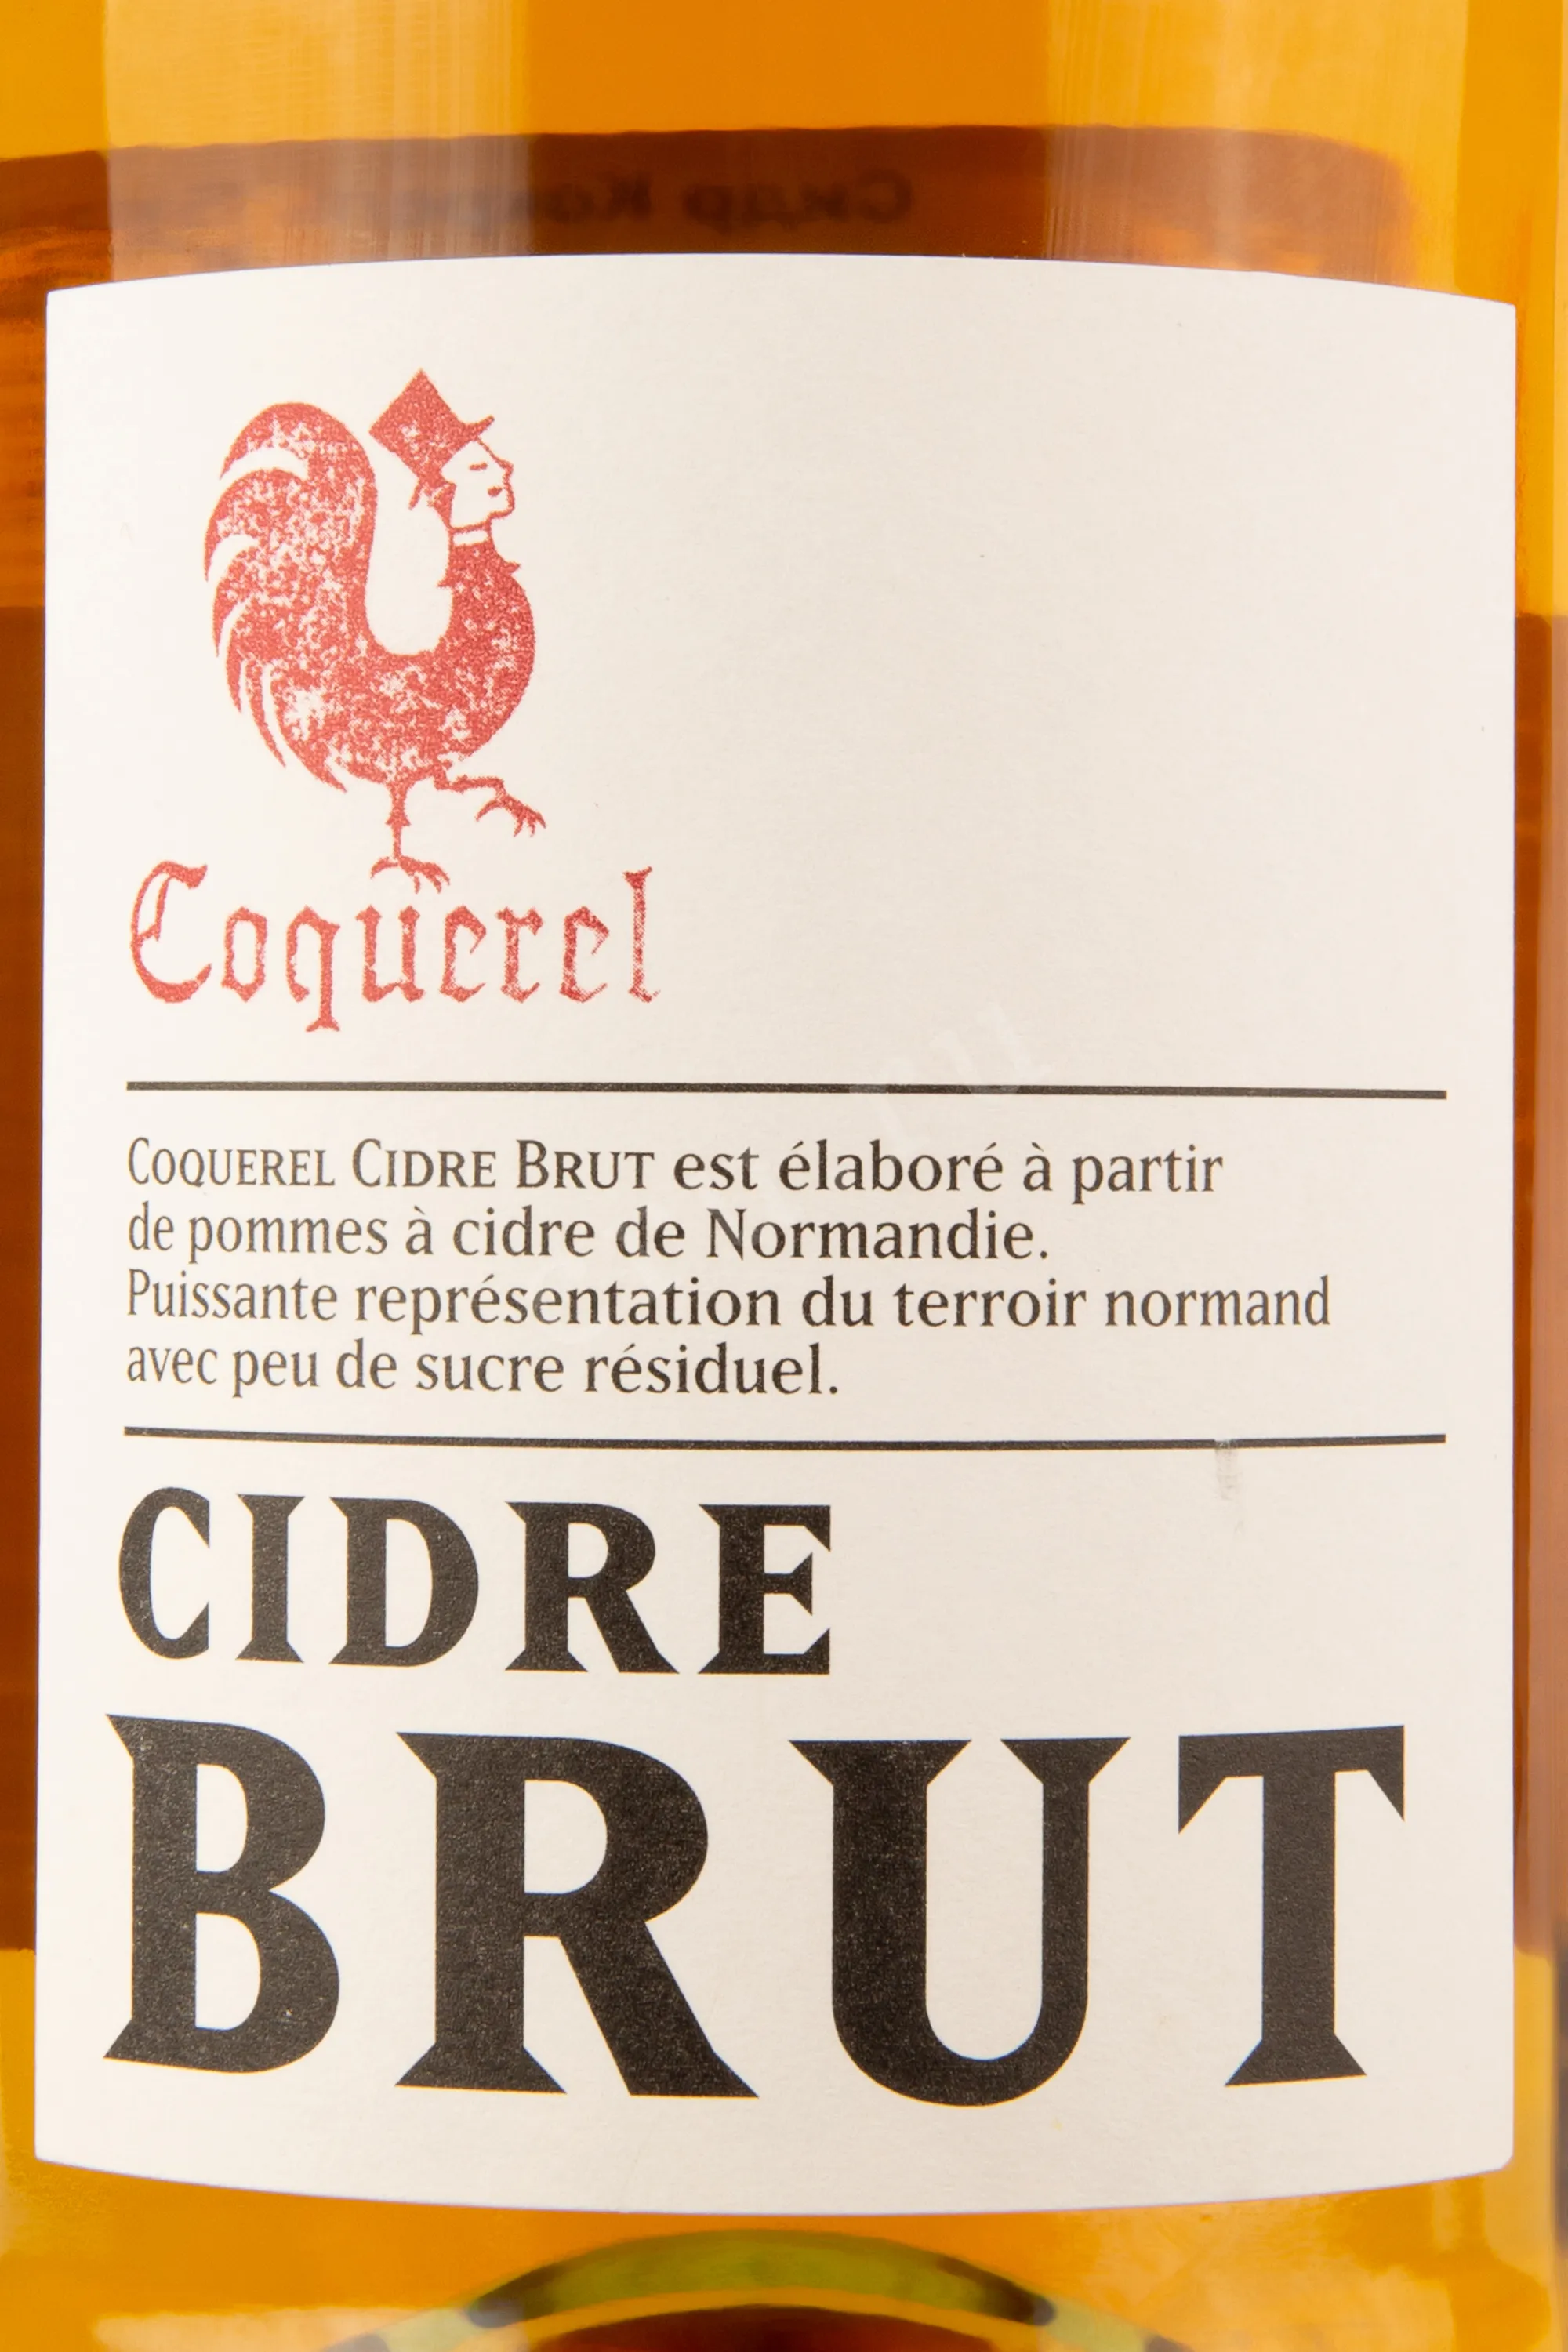 Coquerel
COQUEREL CIDRE BRUT est élaboré à partir
de pommes à cidre de Normandie.
Puissante représentation du terroir normand
avec peu de sucre résiduel.
CIDRE
BRUT